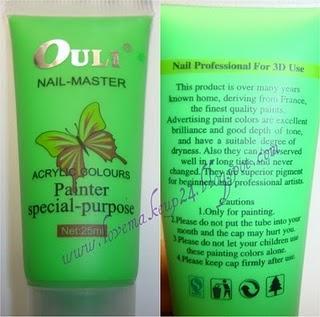 OULI®
NAIL-MASTER
ACRYLIC COLOURS
Painter
special-purpose
Net:25ml
Nail Professional For 3D Use
This product is over many years
known home, deriving from France,
the finest quality paints.
Advertising paint colors are excellent
brilliance and good depth of tone,
and have a suitable degree of
dryness. Also they can be preserved
well in long time and never
changed. They are superior pigment
for beginners and professional artists.
Cautions
1.Only for painting.
2.Please do not put the tube into your
mouth and the cap may hurt you.
3.Please do not let your children use
these painting colors alone.
4.Please keep cap firmly after use.
www.lovemakeup24.blogspot.com